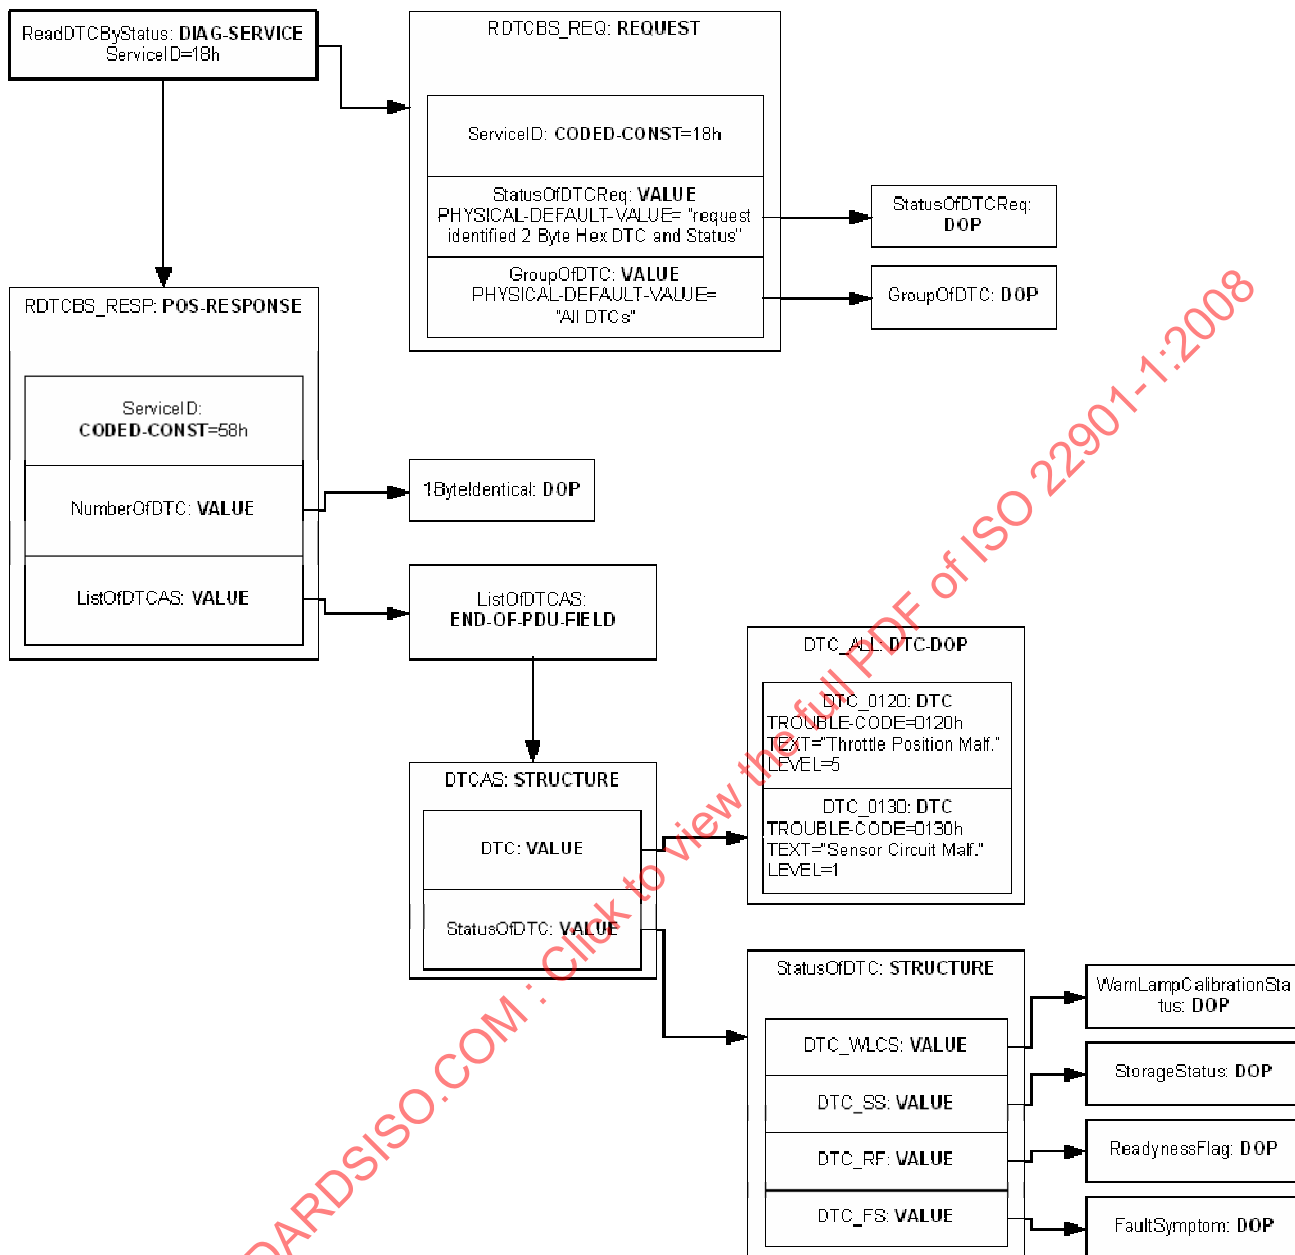 ReadDTCByStatus: DIAG-SERVICE
ServiceID=18h
RDTCBS_REQ: REQUEST
ServiceID: CODED-CONST=18h
StatusOfDTCReq: VALUE
PHYSICAL-DEFAULT-VALUE= "request
identified 2 Byte Hex DTC and Status"
GroupOfDTC: VALUE
PHYSICAL-DEFAULT-VALUE=
"All DTCs"
StatusOfDTCReq:
DOP
GroupOfDTC: DOP
RDTCBS_RESP: POS-RESPONSE
ServiceID:
CODED-CONST=58h
NumberOfDTC: VALUE
ListOfDTCAS: VALUE
1ByteIdentical: DOP
ListOfDTCAS:
END-OF-PDU-FIELD
DTCAS: STRUCTURE
DTC: VALUE
StatusOfDTC: VALUE
DTC_ALL: DTC-DOP
DTC_0120: DTC
TROUBLE-CODE=0120h
TEXT="Throttle Position Malf."
LEVEL=5
DTC_0130: DTC
TROUBLE-CODE=0130h
TEXT="Sensor Circuit Malf."
LEVEL=1
StatusOfDTC: STRUCTURE
DTC_WLCS: VALUE
DTC_SS: VALUE
DTC_RF: VALUE
DTC_FS: VALUE
WarnLampCalibrationSta
tus: DOP
StorageStatus: DOP
ReadynessFlag: DOP
FaultSymptom: DOP
DARDSISO.COM : Click to view the full PDF of ISO 22901-1:2008